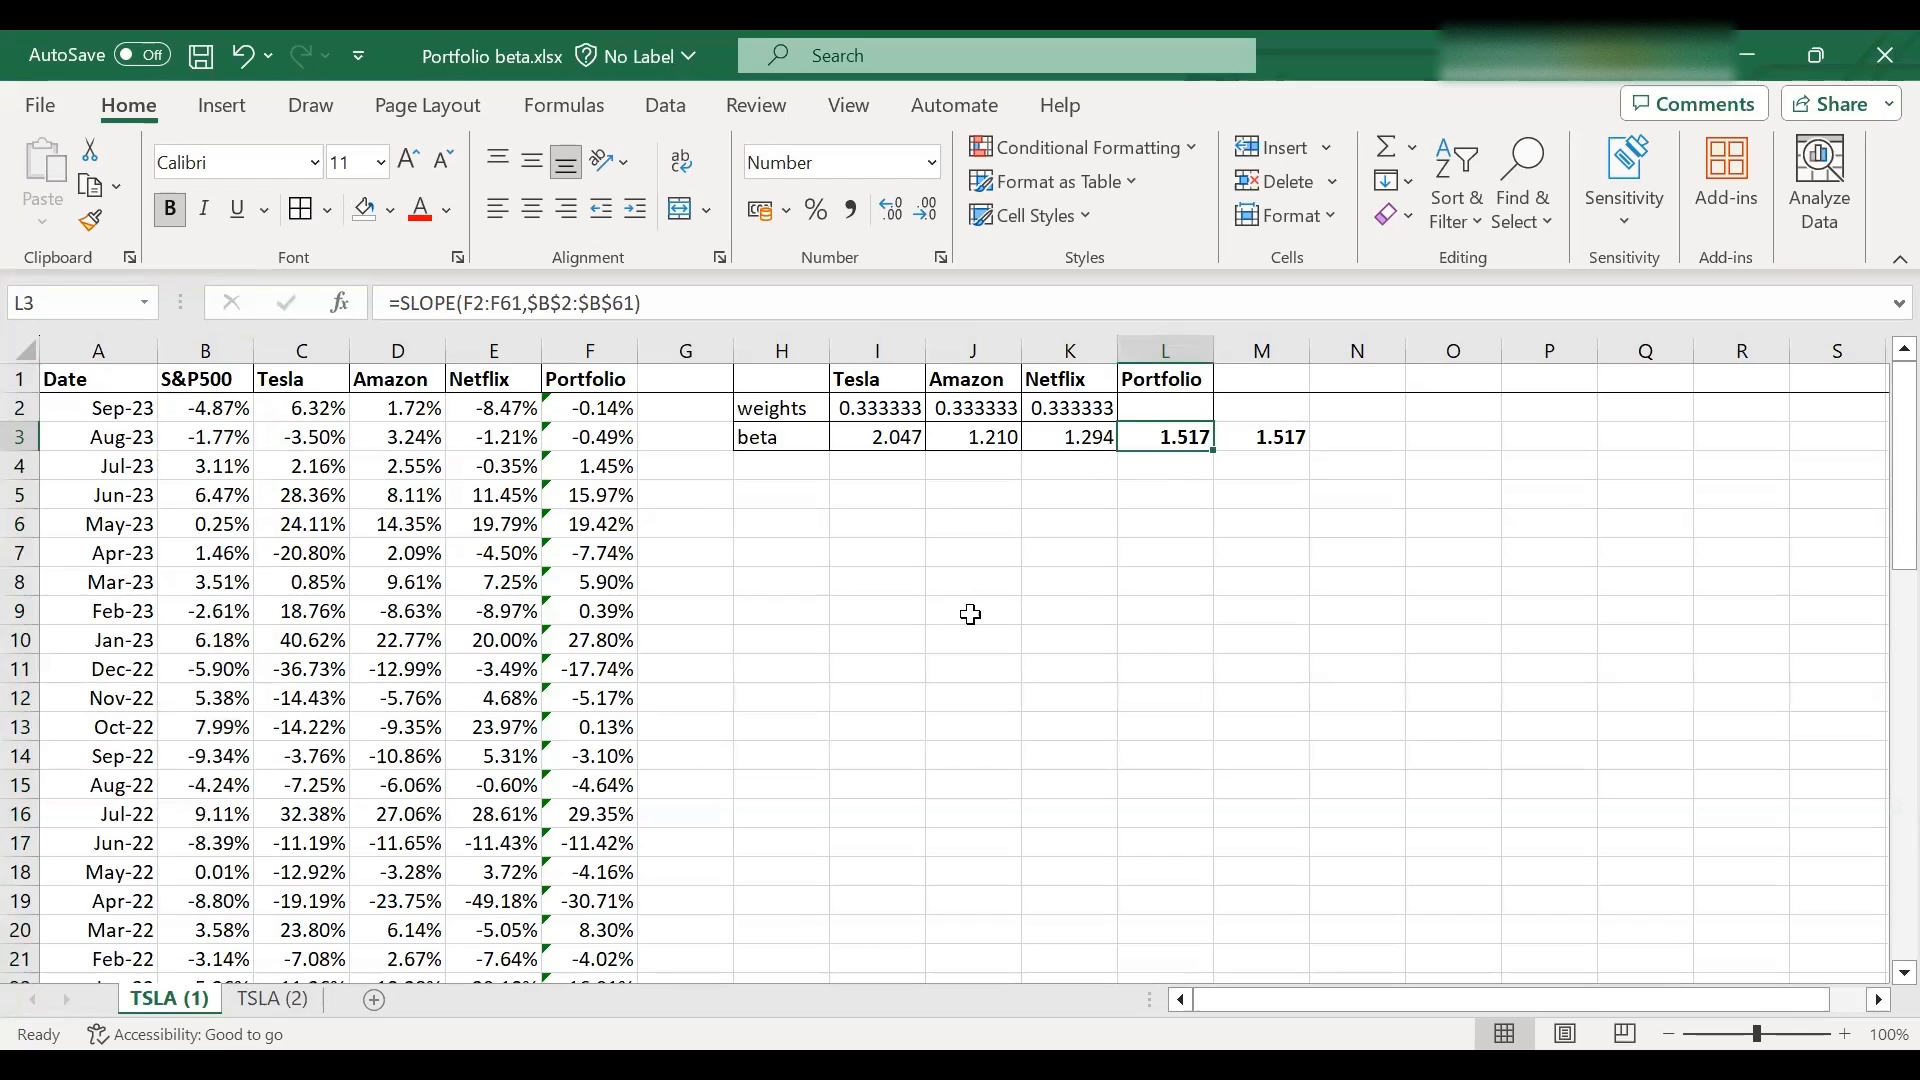 AutoSave Off Portfolio beta.xlsx No Label Search
File Home Insert Draw Page Layout Formulas Data Review View Automate Help Comments Share
Paste Calibri 11 ab Number Conditional Formatting Insert Sort & Filter Find & Select Sensitivity Add-ins Analyze Data
B I U A % Format as Table Delete
Cell Styles Format
Clipboard Font Alignment Number Styles Cells Editing Sensitivity Add-ins
L3 fx =SLOPE(F2:F61,$B$2:$B$61)
A B C D E F G H I J K L M N O P Q R S
1 Date S&P500 Tesla Amazon Netflix Portfolio Tesla Amazon Netflix Portfolio
2 Sep-23 -4.87% 6.32% 1.72% -8.47% -0.14% weights 0.333333 0.333333 0.333333
3 Aug-23 -1.77% -3.50% 3.24% -1.21% -0.49% beta 2.047 1.210 1.294 1.517 1.517
4 Jul-23 3.11% 2.16% 2.55% -0.35% 1.45%
5 Jun-23 6.47% 28.36% 8.11% 11.45% 15.97%
6 May-23 0.25% 24.11% 14.35% 19.79% 19.42%
7 Apr-23 1.46% -20.80% 2.09% -4.50% -7.74%
8 Mar-23 3.51% 0.85% 9.61% 7.25% 5.90%
9 Feb-23 -2.61% 18.76% -8.63% -8.97% 0.39%
10 Jan-23 6.18% 40.62% 22.77% 20.00% 27.80%
11 Dec-22 -5.90% -36.73% -12.99% -3.49% -17.74%
12 Nov-22 5.38% -14.43% -5.76% 4.68% -5.17%
13 Oct-22 7.99% -14.22% -9.35% 23.97% 0.13%
14 Sep-22 -9.34% -3.76% -10.86% 5.31% -3.10%
15 Aug-22 -4.24% -7.25% -6.06% -0.60% -4.64%
16 Jul-22 9.11% 32.38% 27.06% 28.61% 29.35%
17 Jun-22 -8.39% -11.19% -11.65% -11.43% -11.42%
18 May-22 0.01% -12.92% -3.28% 3.72% -4.16%
19 Apr-22 -8.80% -19.19% -23.75% -49.18% -30.71%
20 Mar-22 3.58% 23.80% 6.14% -5.05% 8.30%
21 Feb-22 -3.14% -7.08% 2.67% -7.64% -4.02%
TSLA (1) TSLA (2)
Ready Accessibility: Good to go 100%